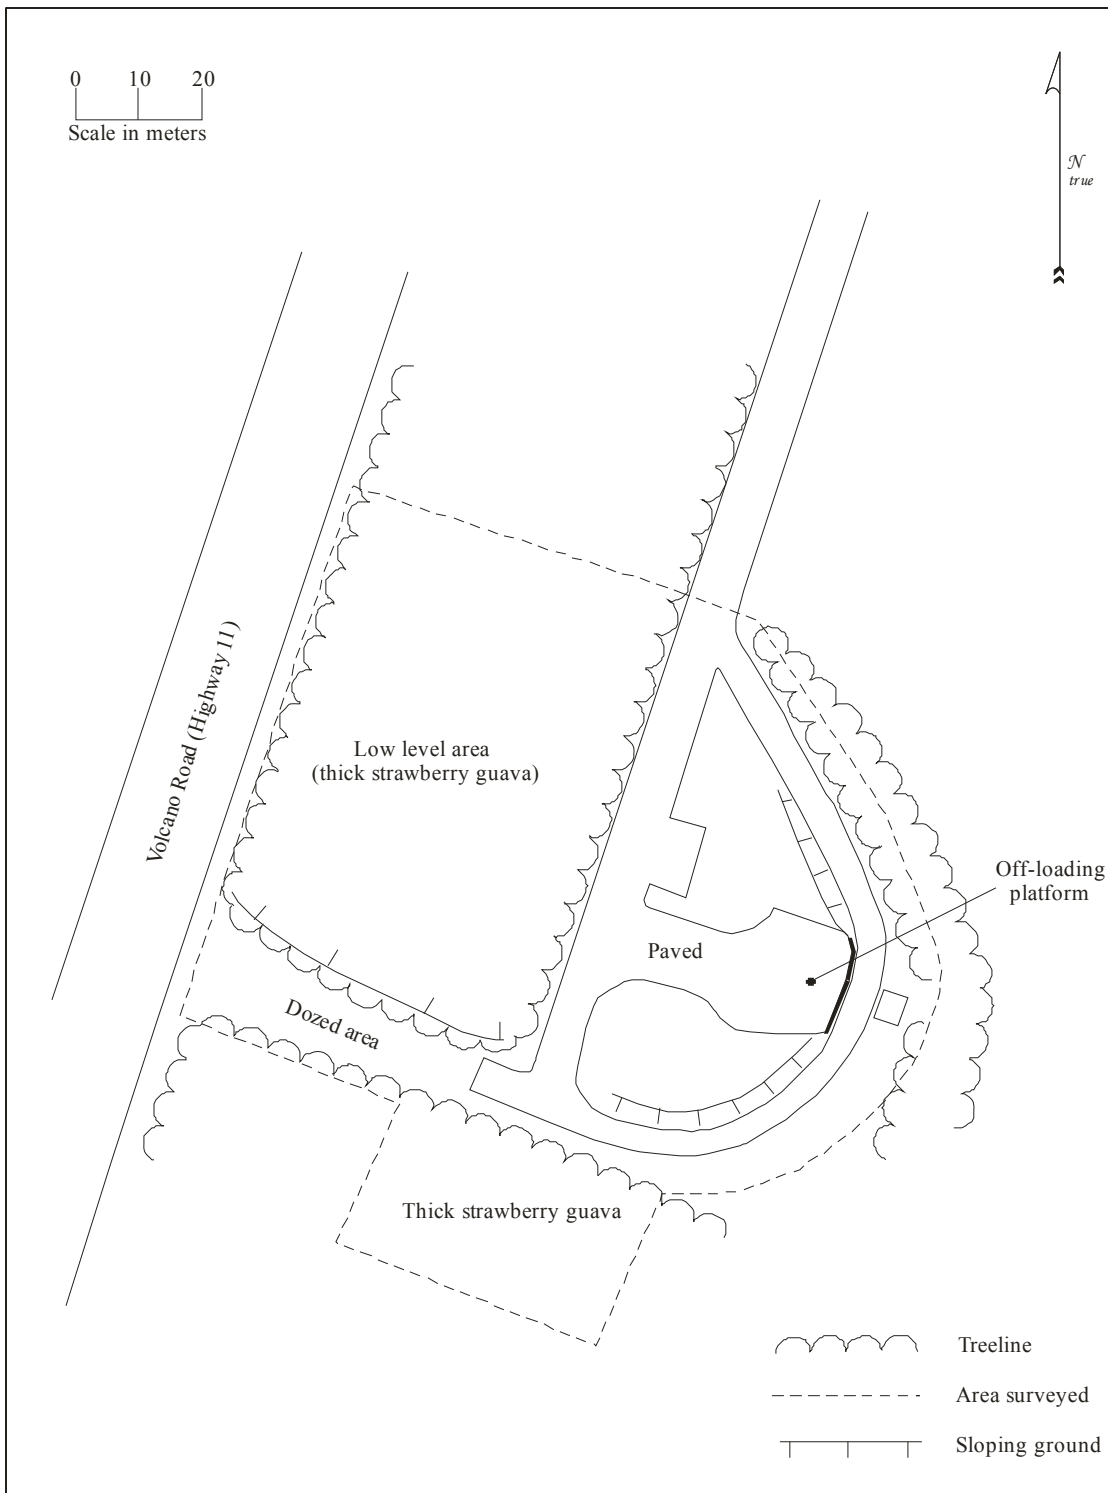 0 10 20
Scale in meters
N
true
Volcano Road (Highway 11)
Low level area
(thick strawberry guava)
Off-loading
platform
Paved
Dozed area
Thick strawberry guava
Treeline
Area surveyed
Sloping ground